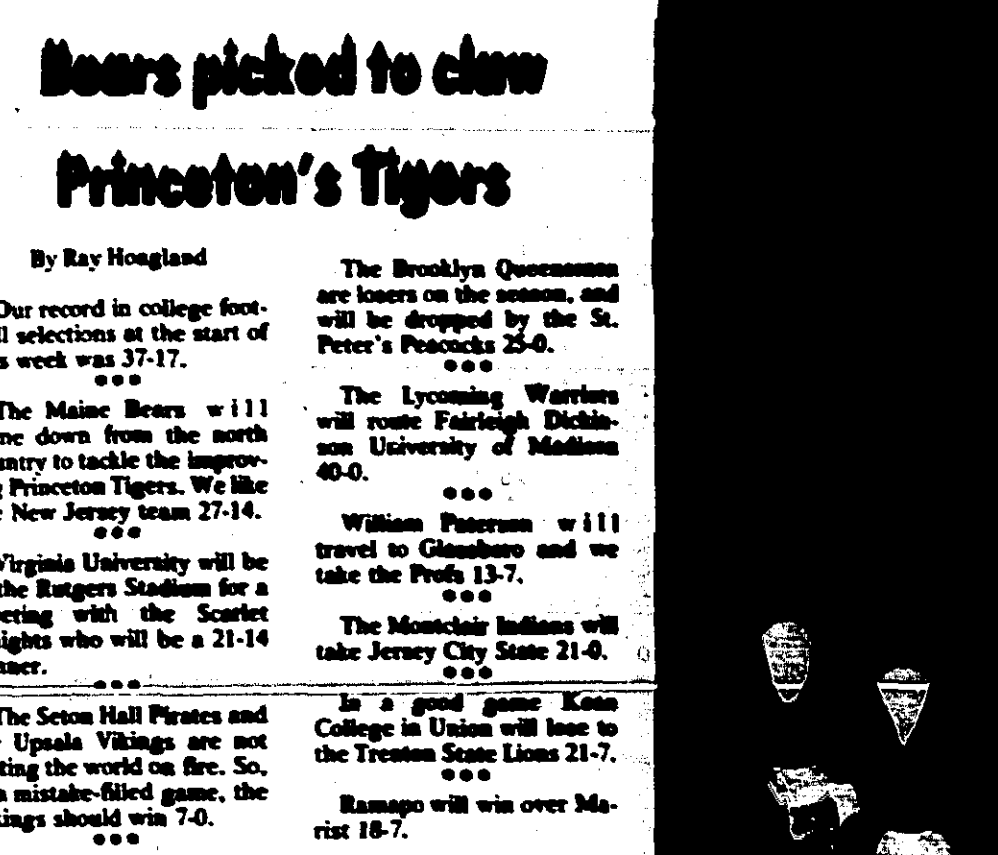 Bears picked to claw
Princeton's Tigers
By Ray Hoagland
Our record in college foot-
ll selections at the start of
s week was 37-17.
•••
The Maine Bears will
me down from the north
untry to tackle the improv-
g Princeton Tigers. We like
e New Jersey team 27-14.
•••
Virginia University will be
the Rutgers Stadium for a
eting with the Scarlet
ights who will be a 21-14
nner.
•••
The Seton Hall Pirates and
Upsala Vikings are not
ting the world on fire. So,
a mistake-filled game, the
kings should win 7-0.
•••
The Brooklyn Queensmen
are losers on the season, and
will be dropped by the St.
Peter's Peacocks 25-0.
•••
The Lycoming Warriors
will route Fairleigh Dickin-
son University of Madison
40-0.
•••
William Paterson will
travel to Glassboro and we
take the Profs 13-7.
•••
The Montclair Indians will
take Jersey City State 21-0.
•••
In a good game Kean
College in Union will lose to
the Trenton State Lions 21-7.
•••
Ramapo will win over Ma-
rist 18-7.